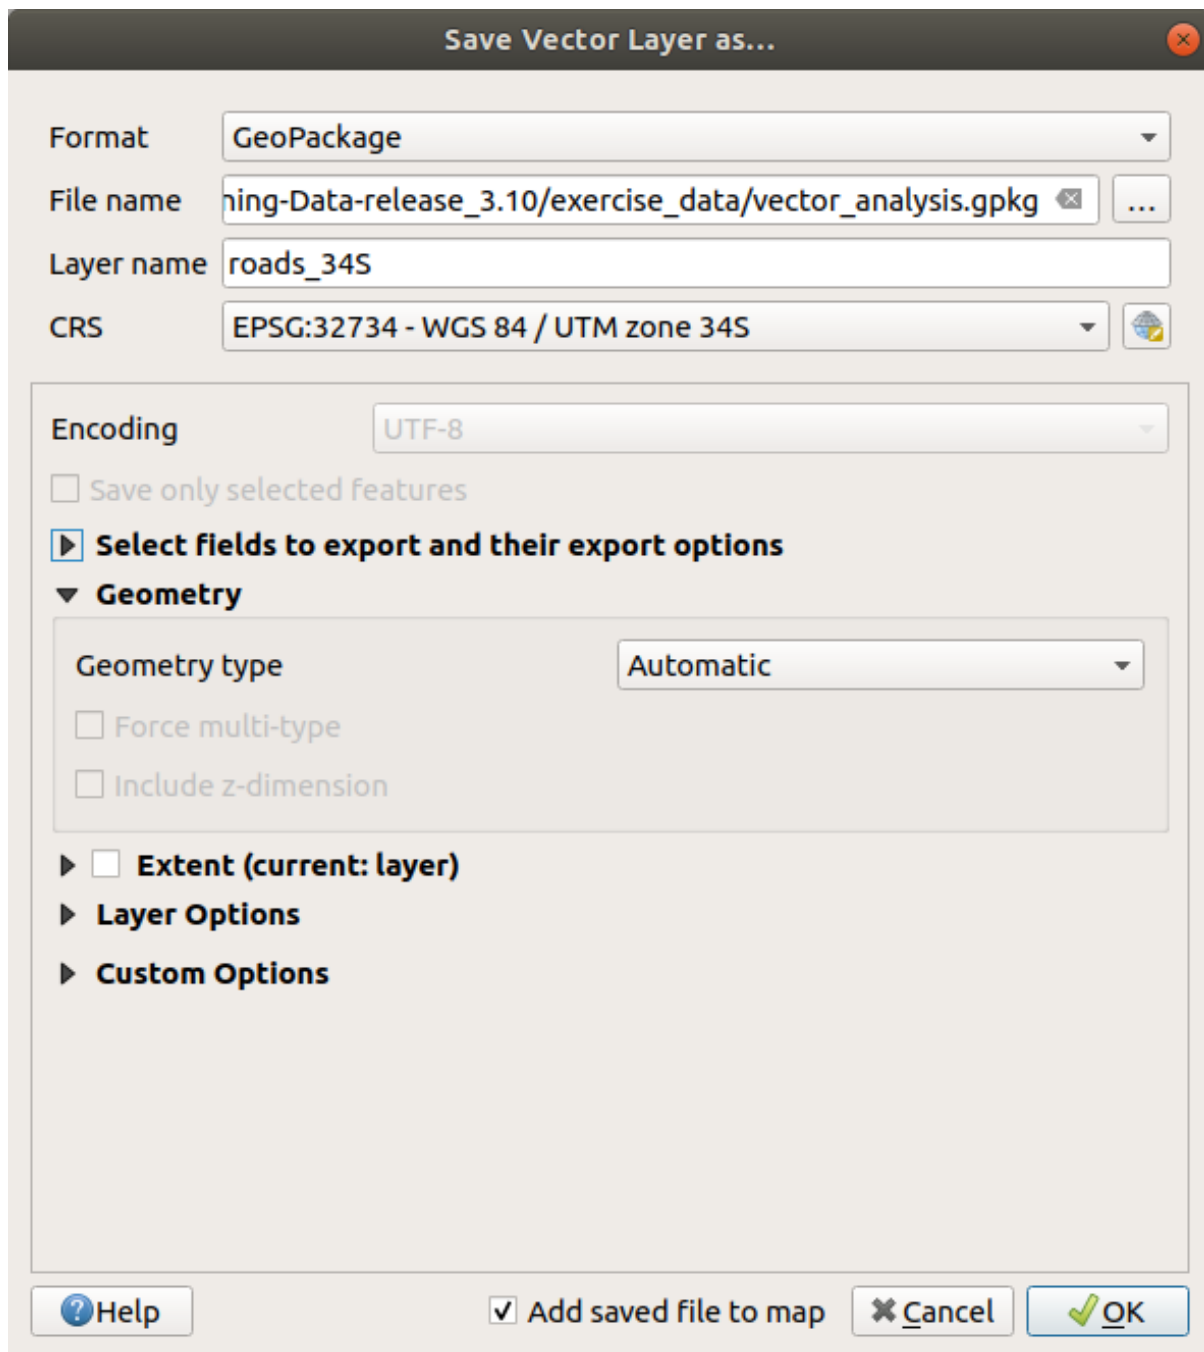 Save Vector Layer as...
Format GeoPackage
File name ning-Data-release_3.10/exercise_data/vector_analysis.gpkg ...
Layer name roads_34S
CRS EPSG:32734 - WGS 84 / UTM zone 34S
Encoding UTF-8
Save only selected features
Select fields to export and their export options
Geometry
Geometry type Automatic
Force multi-type
Include z-dimension
Extent (current: layer)
Layer Options
Custom Options
Help Add saved file to map Cancel OK